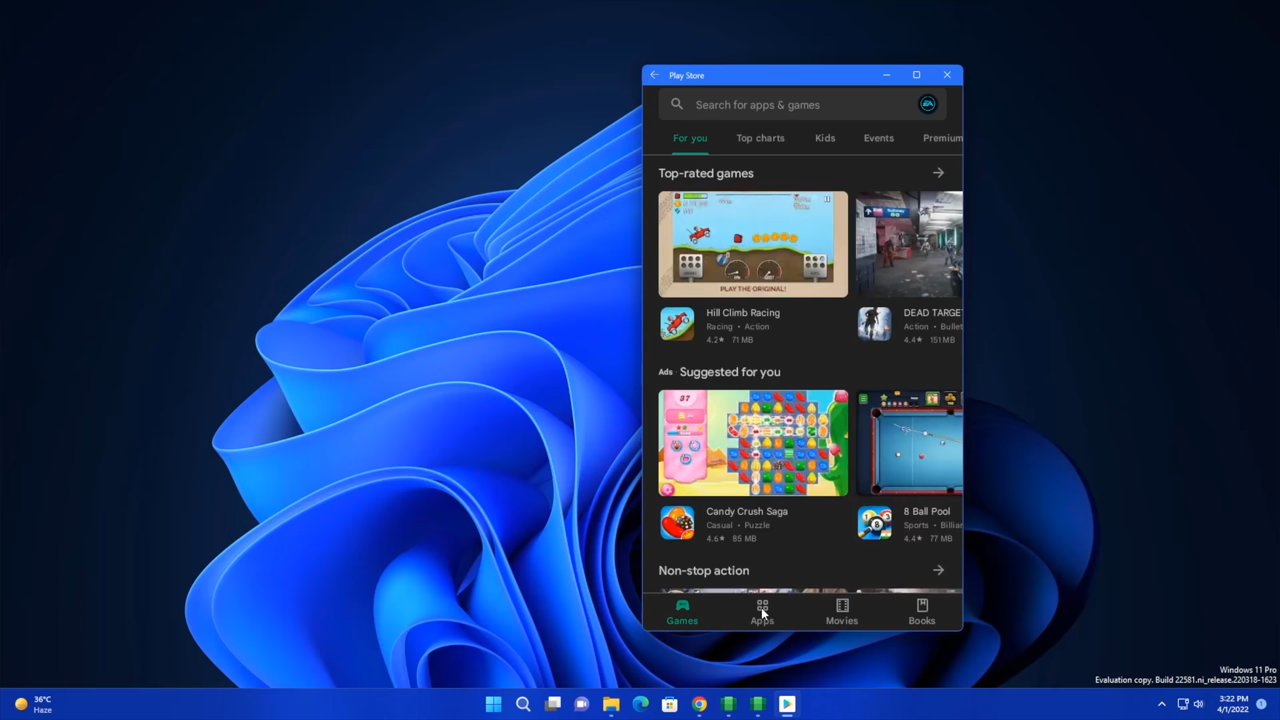 Play Store
Search for apps & games
For you Top charts Kids Events Premium
Top-rated games
PLAY THE ORIGINAL!
Hill Climb Racing
Racing • Action
4.2★ 71 MB
DEAD TARGE
Action • Bullet
4.4★ 151 MB
Ads · Suggested for you
37
Candy Crush Saga
Casual • Puzzle
4.6★ 85 MB
8 Ball Pool
Sports • Billiar
4.4★ 77 MB
Non-stop action
Games Apps Movies Books
Windows 11 Pro
Evaluation copy. Build 22581.ni_release.220318-1623
36°C
Haze
3:22 PM
4/1/2022
1